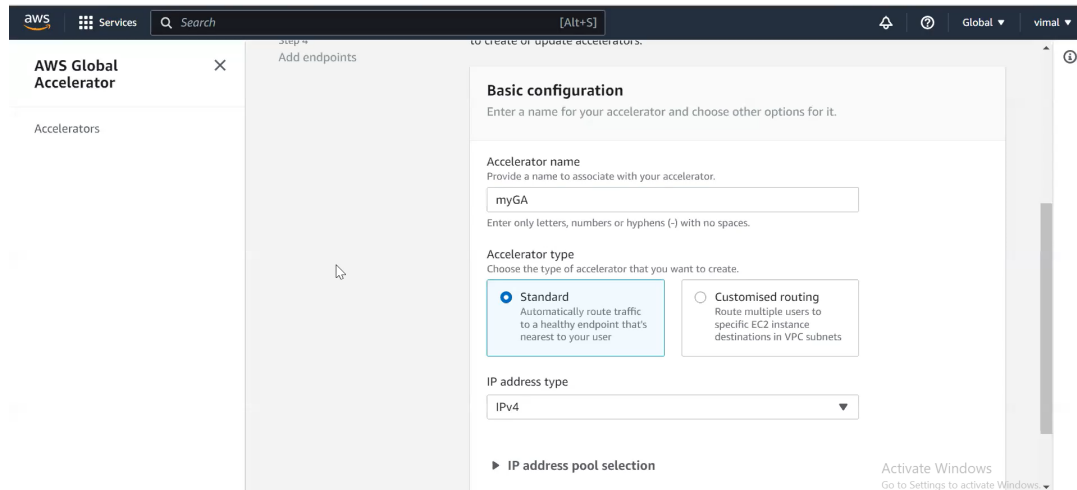 aws
Services
Search
[Alt+S]
Global
vimal
AWS Global
Accelerator
Accelerators
Step 4
Add endpoints
to create or update accelerators.
Basic configuration
Enter a name for your accelerator and choose other options for it.
Accelerator name
Provide a name to associate with your accelerator.
myGA
Enter only letters, numbers or hyphens (-) with no spaces.
Accelerator type
Choose the type of accelerator that you want to create.
Standard
Automatically route traffic
to a healthy endpoint that's
nearest to your user
Customised routing
Route multiple users to
specific EC2 instance
destinations in VPC subnets
IP address type
IPv4
IP address pool selection
Activate Windows
Go to Settings to activate Windows.